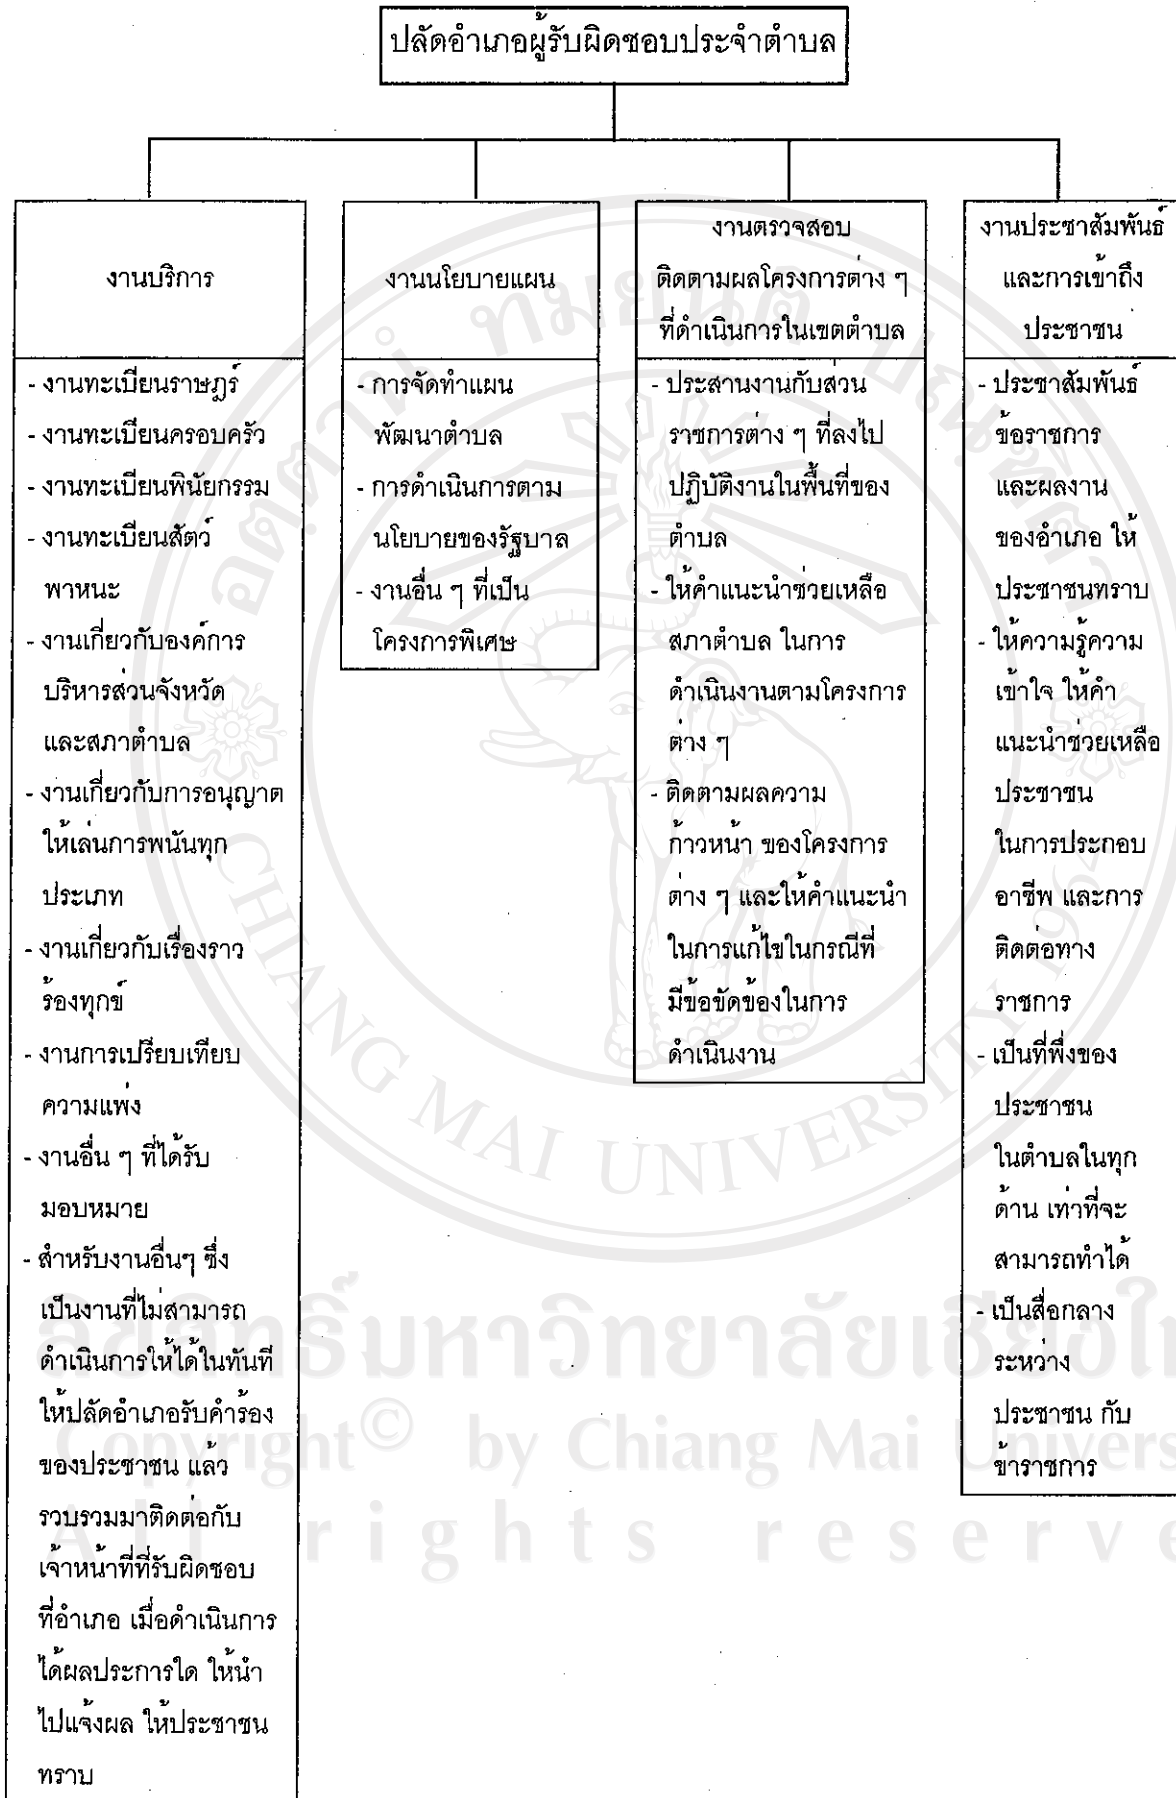 ปลัดอำเภอผู้รับผิดชอบประจำตำบล
งานบริการ
- งานทะเบียนราษฎร์
- งานทะเบียนครอบครัว
- งานทะเบียนพินัยกรรม
- งานทะเบียนสัตว์
พาหนะ
- งานเกี่ยวกับองค์การ
บริหารส่วนจังหวัด
และสภาตำบล
- งานเกี่ยวกับการอนุญาต
ให้เล่นการพนันทุก
ประเภท
- งานเกี่ยวกับเรื่องราว
ร้องทุกข์
- งานการเปรียบเทียบ
ความแพ่ง
- งานอื่น ๆ ที่ได้รับ
มอบหมาย
- สำหรับงานอื่นๆ ซึ่ง
เป็นงานที่ไม่สามารถ
ดำเนินการให้ได้ในทันที
ให้ปลัดอำเภอรับคำร้อง
ของประชาชน แล้ว
รวบรวมมาติดต่อกับ
เจ้าหน้าที่ที่รับผิดชอบ
ที่อำเภอ เมื่อดำเนินการ
ได้ผลประการใด ให้นำ
ไปแจ้งผล ให้ประชาชน
ทราบ
งานนโยบายแผน
- การจัดทำแผน
พัฒนาตำบล
- การดำเนินการตาม
นโยบายของรัฐบาล
- งานอื่น ๆ ที่เป็น
โครงการพิเศษ
งานตรวจสอบ
ติดตามผลโครงการต่าง ๆ
ที่ดำเนินการในเขตตำบล
- ประสานงานกับส่วน
ราชการต่าง ๆ ที่ลงไป
ปฏิบัติงานในพื้นที่ของ
ตำบล
- ให้คำแนะนำช่วยเหลือ
สภาตำบล ในการ
ดำเนินงานตามโครงการ
ต่าง ๆ
- ติดตามผลความ
ก้าวหน้า ของโครงการ
ต่าง ๆ และให้คำแนะนำ
ในการแก้ไขในกรณีที่
มีข้อขัดข้องในการ
ดำเนินงาน
งานประชาสัมพันธ์
และการเข้าถึง
ประชาชน
- ประชาสัมพันธ์
ข้อราชการ
และผลงาน
ของอำเภอ ให้
ประชาชนทราบ
- ให้ความรู้ความ
เข้าใจ ให้คำ
แนะนำช่วยเหลือ
ประชาชน
ในการประกอบ
อาชีพ และการ
ติดต่อทาง
ราชการ
- เป็นที่พึ่งของ
ประชาชน
ในตำบลในทุก
ด้าน เท่าที่จะ
สามารถทำได้
- เป็นสื่อกลาง
ระหว่าง
ประชาชน กับ
ข้าราชการ
CHIANG MAI UNIVERSITY 1964
ลิขสิทธิ์มหาวิทยาลัยเชียงให
Copyright© by Chiang Mai Univers
All rights reserve